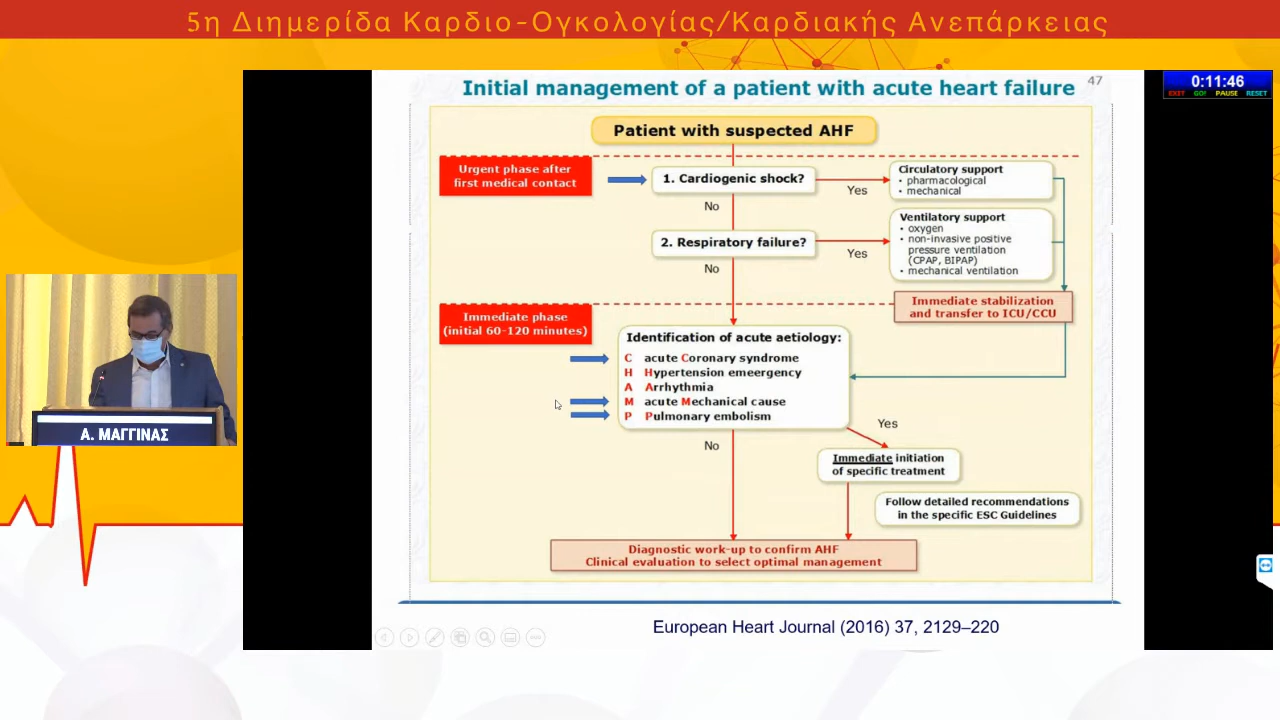 5η Διημερίδα Καρδιο-Ογκολογίας/Καρδιακής Ανεπάρκειας
Initial management of a patient with acute heart failure
47
0:11:46
EXIT GO! PAUSE RESET
Patient with suspected AHF
Urgent phase after
first medical contact
1. Cardiogenic shock?
Yes
Circulatory support
• pharmacological
• mechanical
No
2. Respiratory failure?
Yes
Ventilatory support
• oxygen
• non-invasive positive
pressure ventilation
(CPAP, BIPAP)
• mechanical ventilation
No
Immediate stabilization
and transfer to ICU/CCU
Immediate phase
(initial 60-120 minutes)
Identification of acute aetiology:
C acute Coronary syndrome
H Hypertension emeergency
A Arrhythmia
M acute Mechanical cause
P Pulmonary embolism
No
Yes
Immediate initiation
of specific treatment
Follow detailed recommendations
in the specific ESC Guidelines
Diagnostic work-up to confirm AHF
Clinical evaluation to select optimal management
European Heart Journal (2016) 37, 2129–220
Α. ΜΑΓΓΙΝΑΣ